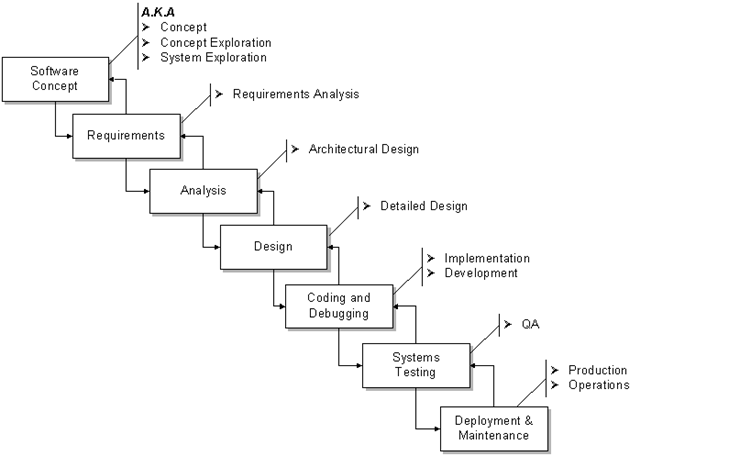 A.K.A
Concept
Concept Exploration
System Exploration
Software
Concept
Requirements Analysis
Requirements
Architectural Design
Analysis
Detailed Design
Design
Implementation
Development
Coding and
Debugging
QA
Systems
Testing
Production
Operations
Deployment &
Maintenance